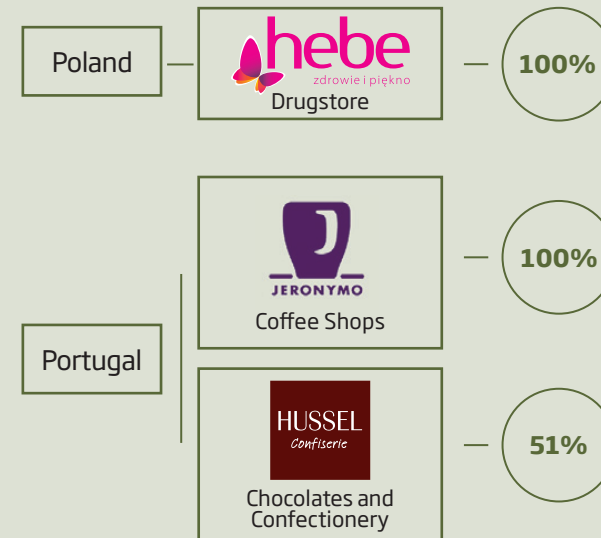 Poland
hebe
zdrowie i piękno
Drugstore
100%
JERONYMO
Coffee Shops
100%
Portugal
HUSSEL
Confiserie
Chocolates and
Confectionery
51%